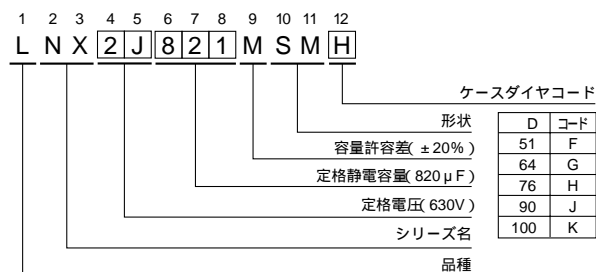 1 2 3 4 5 6 7 8 9 10 11 12
L N X 2 J 8 2 1 M S M H
ケースダイヤコード
形状
容量許容差(±20%)
定格静電容量(820μF)
定格電圧(630V)
シリーズ名
品種
D コード
51 F
64 G
76 H
90 J
100 K